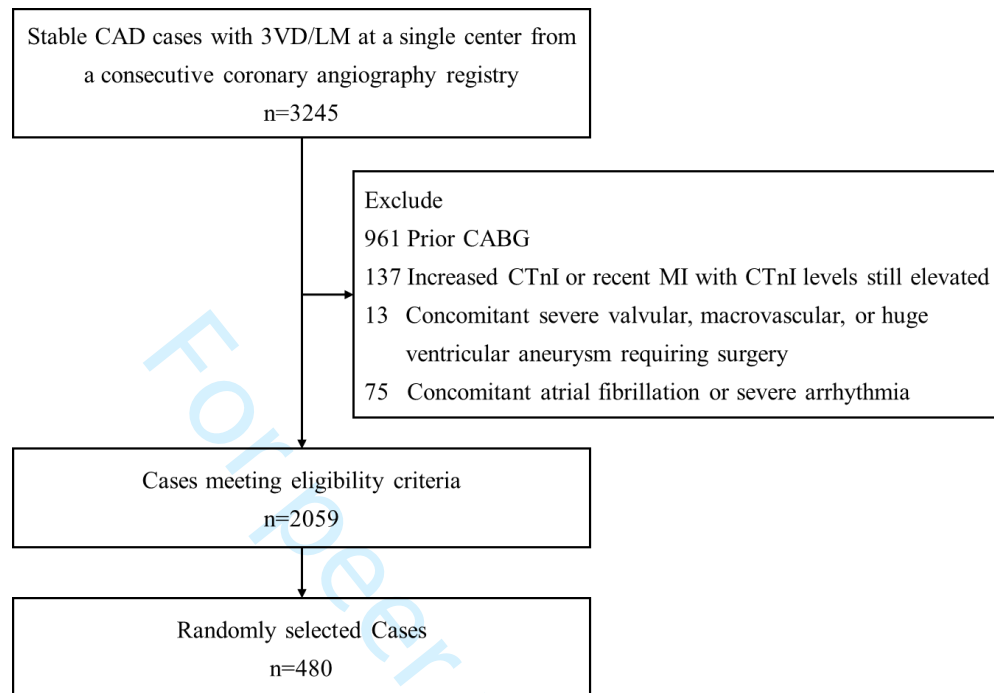 Stable CAD cases with 3VD/LM at a single center from
a consecutive coronary angiography registry
n=3245
Exclude
961 Prior CABG
137 Increased CTnI or recent MI with CTnI levels still elevated
13 Concomitant severe valvular, macrovascular, or huge
ventricular aneurysm requiring surgery
75 Concomitant atrial fibrillation or severe arrhythmia
Cases meeting eligibility criteria
n=2059
Randomly selected Cases
n=480
For peer